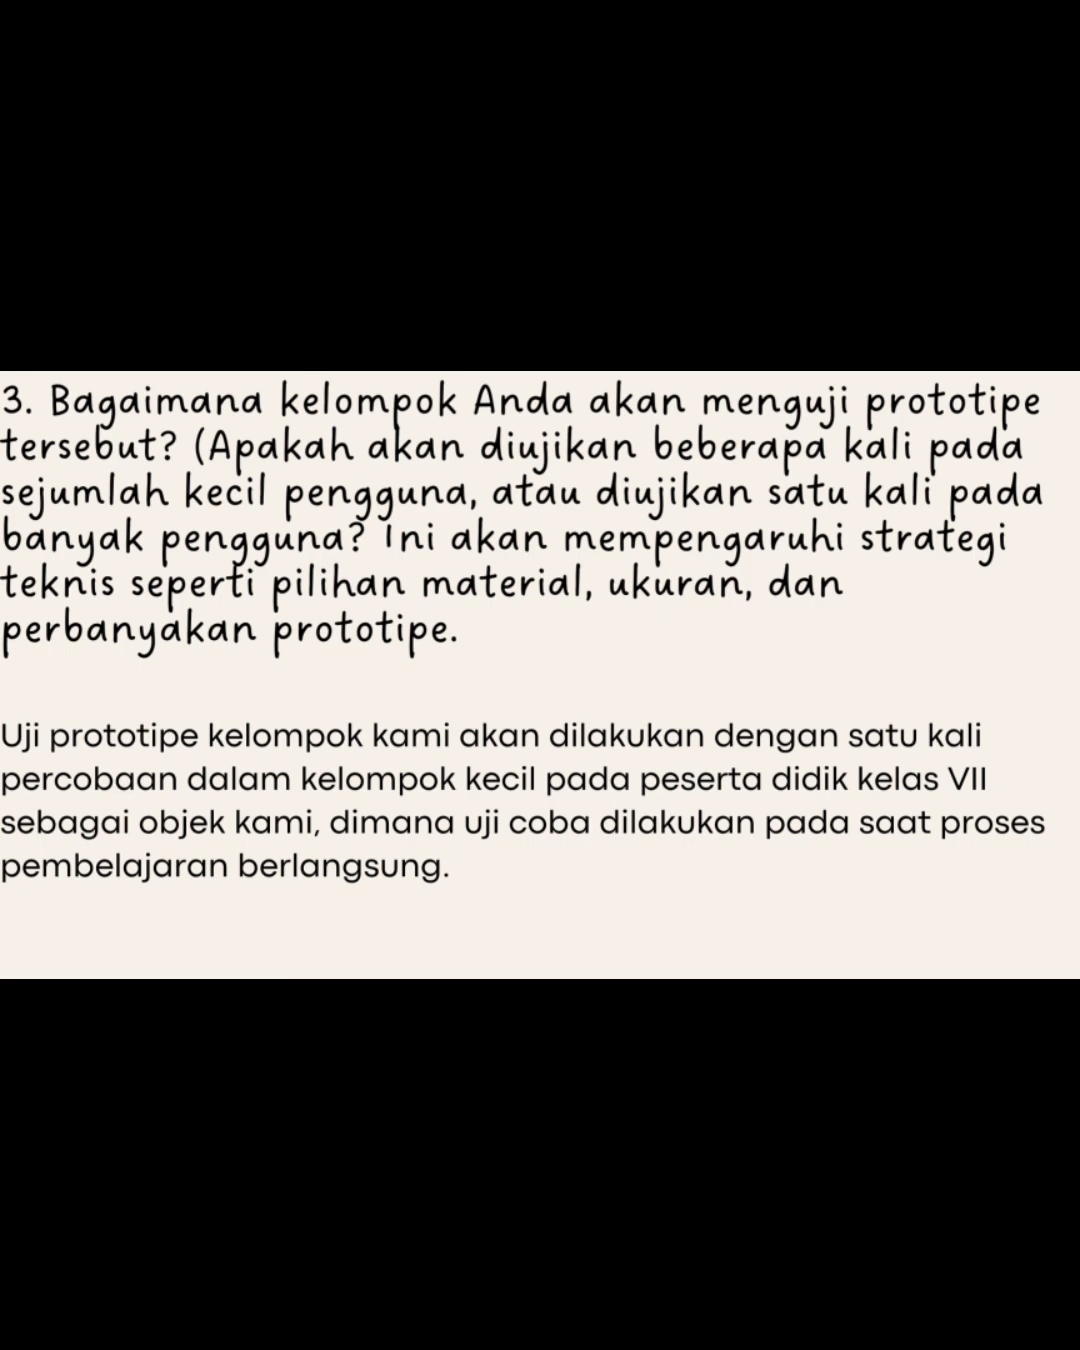 3. Bagaimana kelompok Anda akan menguji prototipe
tersebut? (Apakah akan diujikan beberapa kali pada
sejumlah kecil pengguna, atau diujikan satu kali pada
banyak pengguna? Ini akan mempengaruhi strategi
teknis seperti pilihan material, ukuran, dan
perbanyakan prototipe.
Uji prototipe kelompok kami akan dilakukan dengan satu kali
percobaan dalam kelompok kecil pada peserta didik kelas VII
sebagai objek kami, dimana uji coba dilakukan pada saat proses
pembelajaran berlangsung.